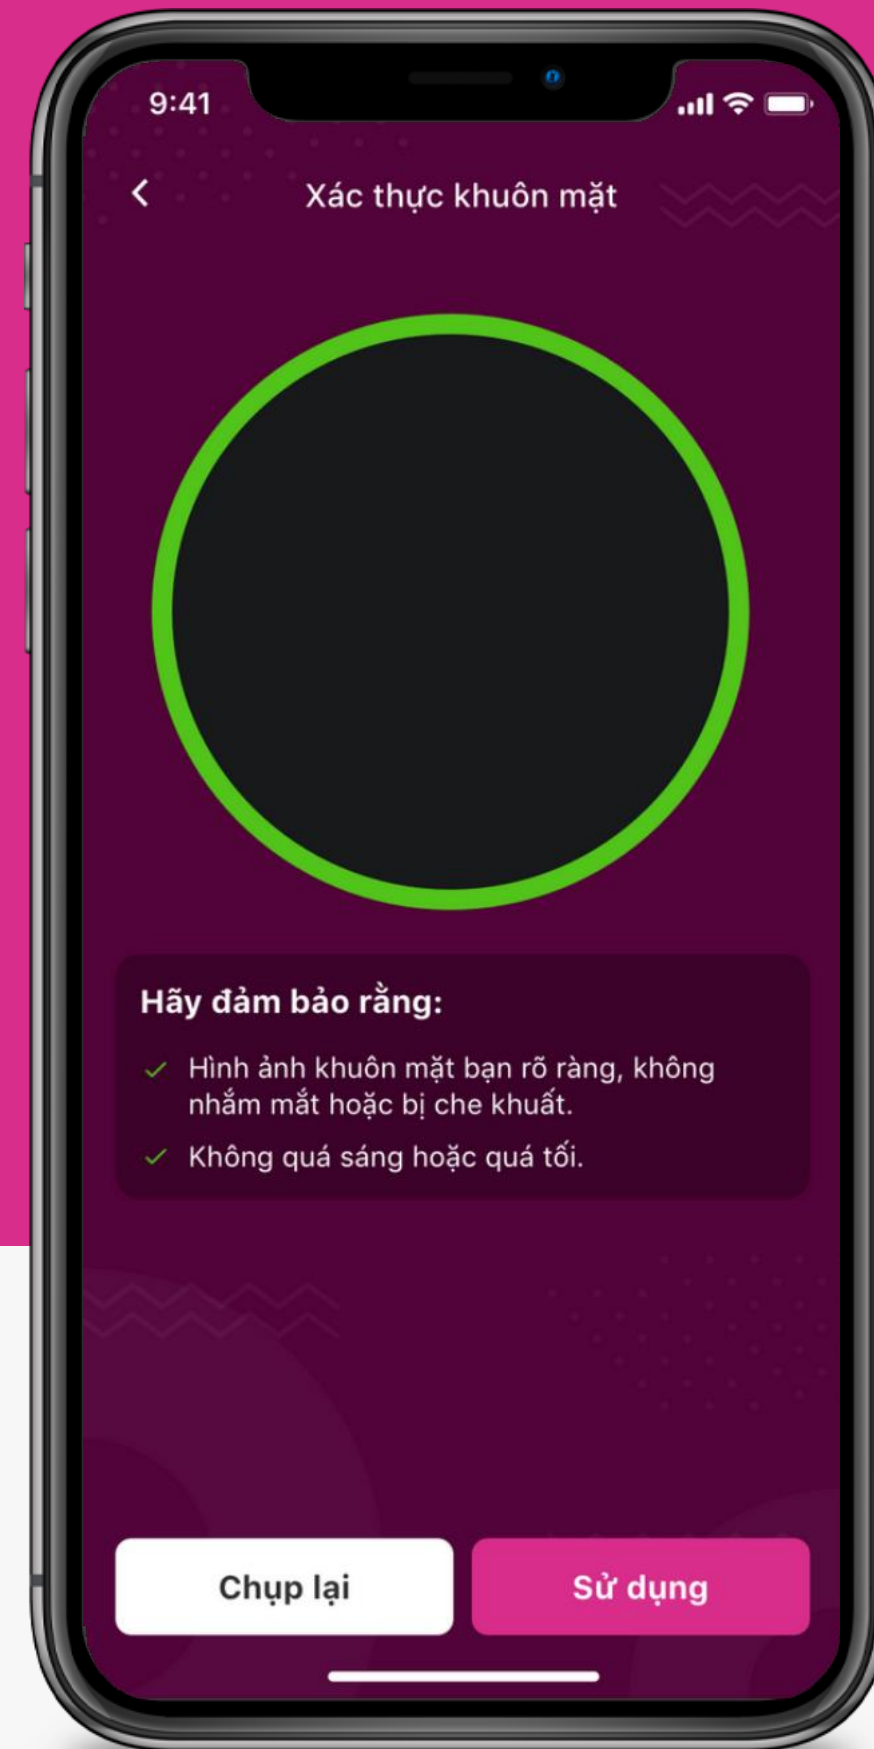 9:41
Xác thực khuôn mặt
Hãy đảm bảo rằng:
Hình ảnh khuôn mặt bạn rõ ràng, không
nhắm mắt hoặc bị che khuất.
Không quá sáng hoặc quá tối.
Chụp lại
Sử dụng